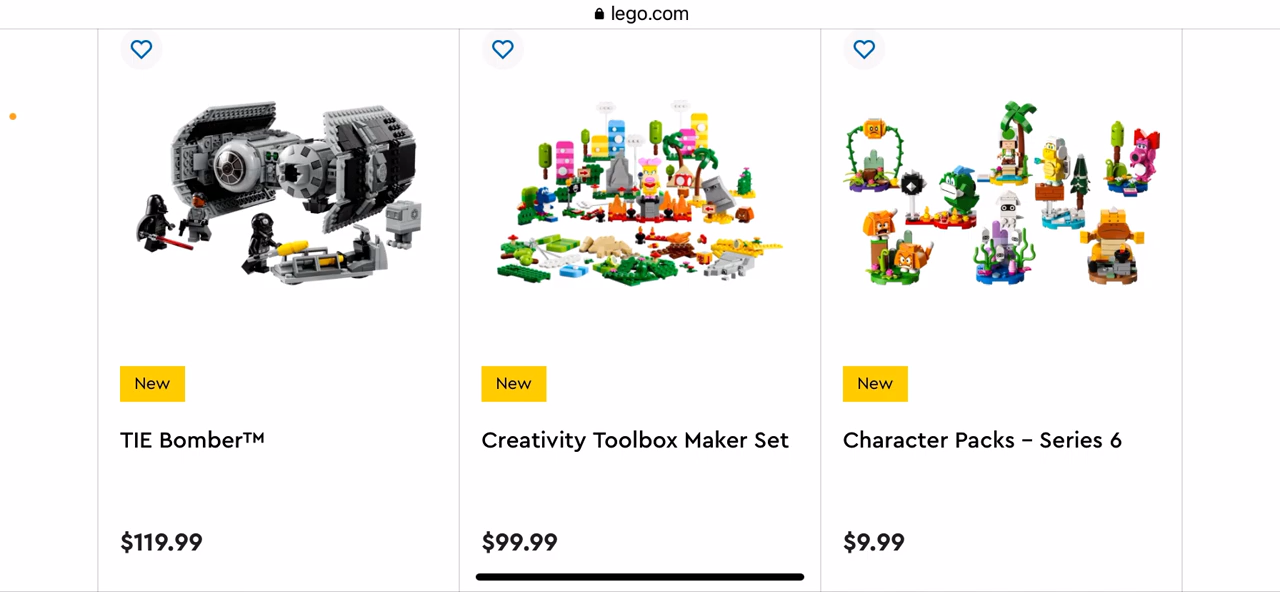 lego.com
New
New
New
TIE Bomber™
Creativity Toolbox Maker Set
Character Packs – Series 6
$119.99
$99.99
$9.99